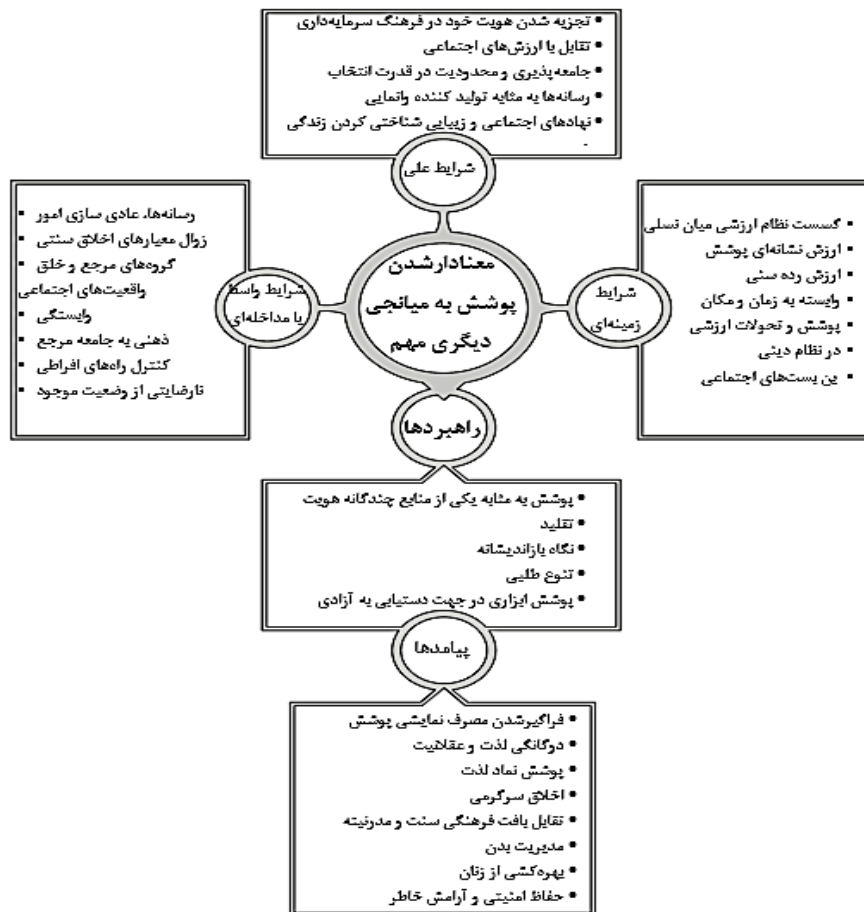 تجزیه شدن هویت خود در فرهنگ سرمایه‌داری
تقابل با ارزش‌های اجتماعی
جامعه‌پذیری و محدودیت در قدرت انتخاب
رسانه‌ها به مثابه تولید کننده وانمایی
نهادهای اجتماعی و زیبایی شناختی کردن زندگی
شرایط علی
گسست نظام ارزشی میان نسلی
ارزش نشانه‌ای پوشش
ارزش رده سنی
وابسته به زمان و مکان
پوشش و تحولات ارزشی
در نظام دینی
بن بست‌های اجتماعی
شرایط
زمینه‌ای
معنادارشدن
پوشش به میانجی
دیگری مهم
شرایط واسط
یا مداخله‌ای
رسانه‌ها، عادی سازی امور
زوال معیارهای اخلاق سنتی
گروه‌های مرجع و خلق
واقعیت‌های اجتماعی
وابستگی
ذهنی به جامعه مرجع
کنترل راه‌های افراطی
نارضایتی از وضعیت موجود
راهبردها
پوشش به مثابه یکی از منابع چندگانه هویت
تقلید
نگاه بازاندیشانه
تنوع طلبی
پوشش ابزاری در جهت دستیابی به آزادی
پیامدها
فراگیرشدن مصرف نمایشی پوشش
دوگانگی لذت و عقلانیت
پوشش نماد لذت
اخلاق سرگرمی
تقابل بافت فرهنگی سنت و مدرنیته
مدیریت بدن
بهره‌کشی از زنان
حفاظ امنیتی و آرامش خاطر